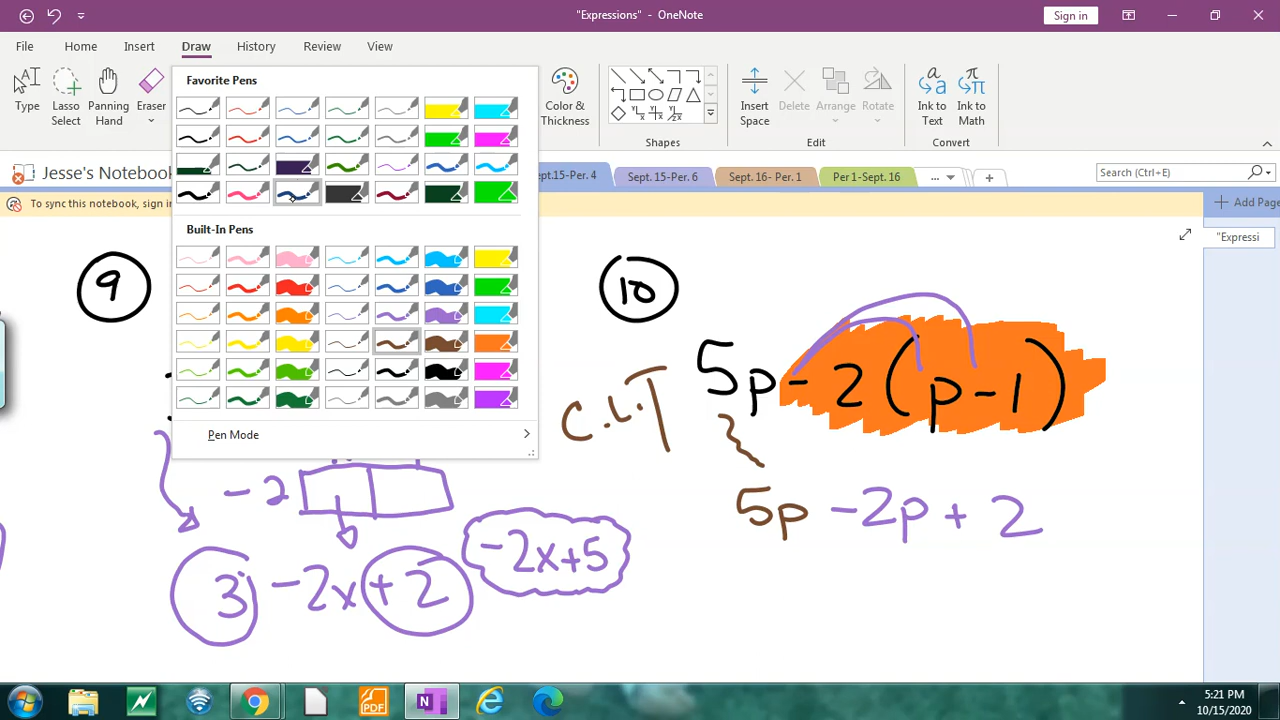 "Expressions" - OneNote
Sign in
File Home Insert Draw History Review View
Favorite Pens
Built-In Pens
Pen Mode
Type
Lasso Select
Panning Hand
Eraser
Color & Thickness
Shapes
Insert Space
Delete
Arrange
Rotate
Edit
Ink to Text
Ink to Math
Convert
Jesse's Notebook
pt.15-Per. 4
Sept. 15-Per. 6
Sept. 16- Per. 1
Per 1-Sept. 16
...
Search (Ctrl+E)
To sync this notebook, sign in
Add Page
"Expressi
9
10
5p - 2 (p - 1)
C.L.T
5p - 2p + 2
- 2
-2x+5
3 - 2x + 2
5:21 PM
10/15/2020